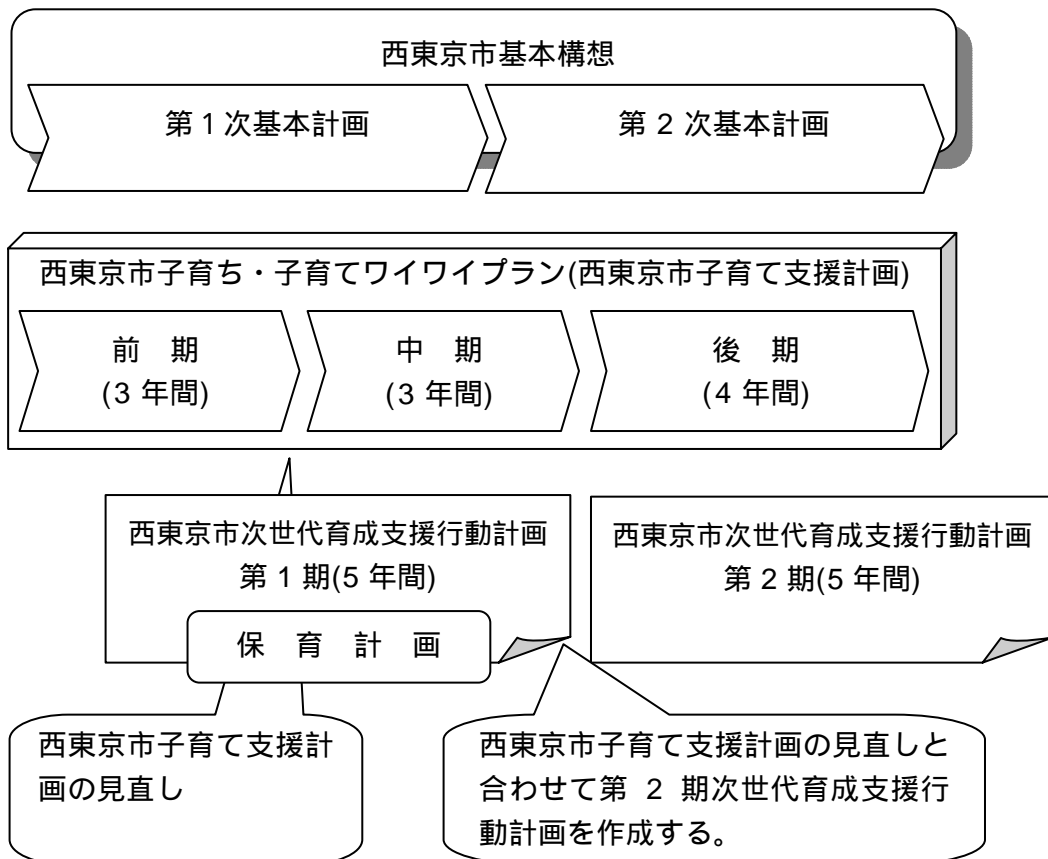 西東京市基本構想
第1次基本計画
第2次基本計画
西東京市子育ち・子育てワイワイプラン(西東京市子育て支援計画)
前　期
(3年間)
中　期
(3年間)
後　期
(4年間)
西東京市次世代育成支援行動計画
第1期(5年間)
西東京市次世代育成支援行動計画
第2期(5年間)
保　育　計　画
西東京市子育て支援計
画の見直し
西東京市子育て支援計画の見直しと
合わせて第 2 期次世代育成支援行
動計画を作成する。